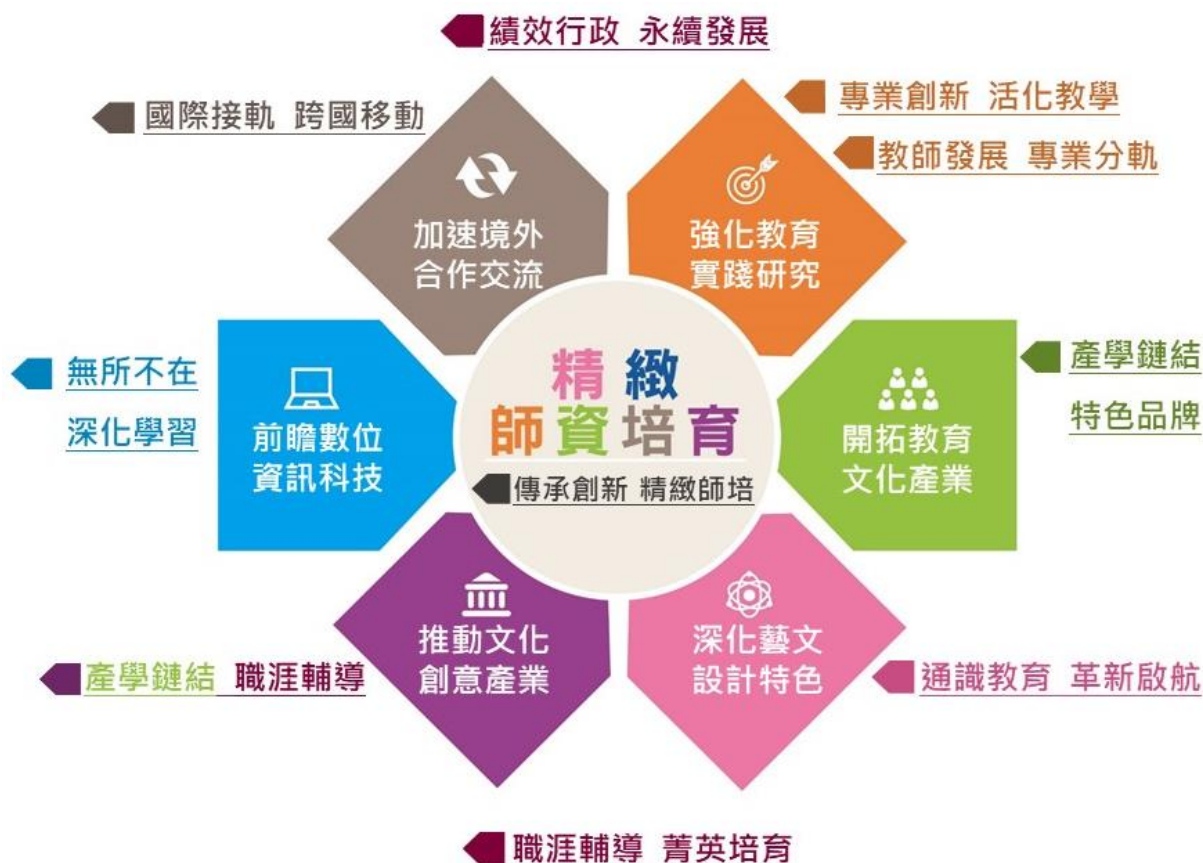 績效行政 永續發展
國際接軌 跨國移動
專業創新 活化教學
教師發展 專業分軌
加速境外
合作交流
強化教育
實踐研究
無所不在
深化學習
前瞻數位
資訊科技
精緻
師資培育
傳承創新 精緻師培
開拓教育
文化產業
產學鏈結
特色品牌
推動文化
創意產業
深化藝文
設計特色
產學鏈結 職涯輔導
通識教育 革新啟航
職涯輔導 菁英培育